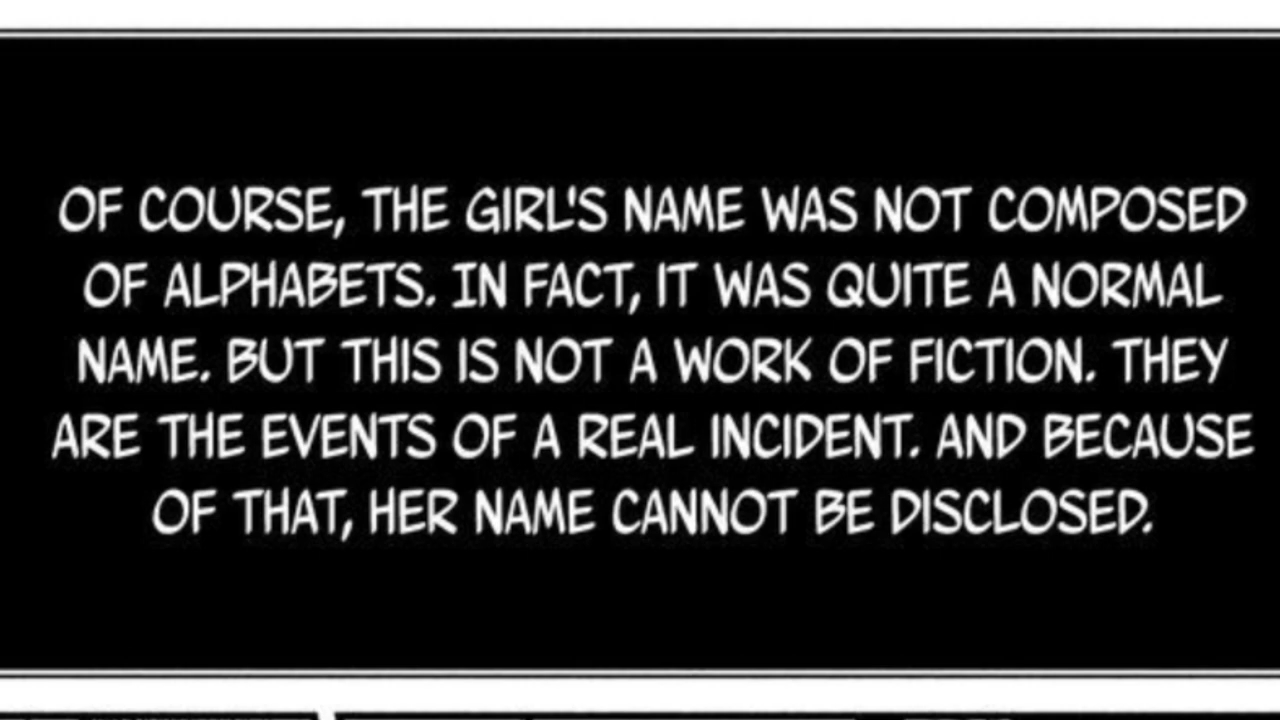 OF COURSE, THE GIRL'S NAME WAS NOT COMPOSED
OF ALPHABETS. IN FACT, IT WAS QUITE A NORMAL
NAME. BUT THIS IS NOT A WORK OF FICTION. THEY
ARE THE EVENTS OF A REAL INCIDENT. AND BECAUSE
OF THAT, HER NAME CANNOT BE DISCLOSED.